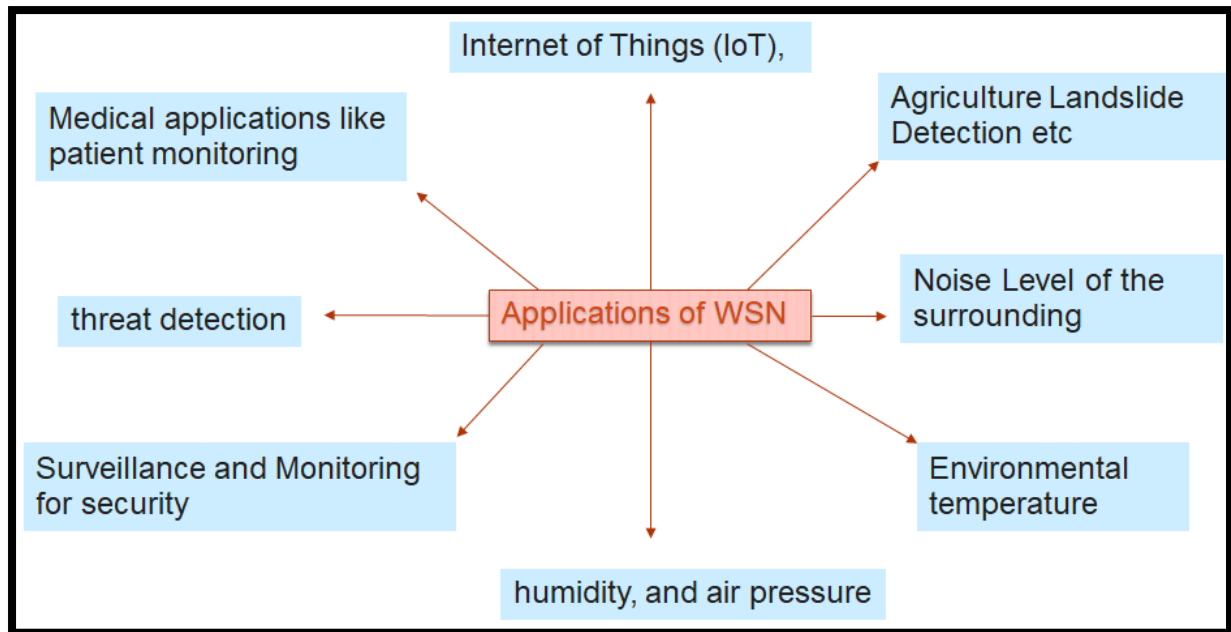 Internet of Things (IoT),
Medical applications like
patient monitoring
Agriculture Landslide
Detection etc
threat detection
Applications of WSN
Noise Level of the
surrounding
Surveillance and Monitoring
for security
Environmental
temperature
humidity, and air pressure